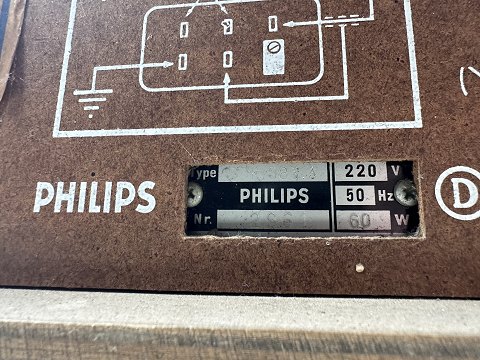 Type 220 V
PHILIPS PHILIPS 50 Hz D
Nr. 60 W